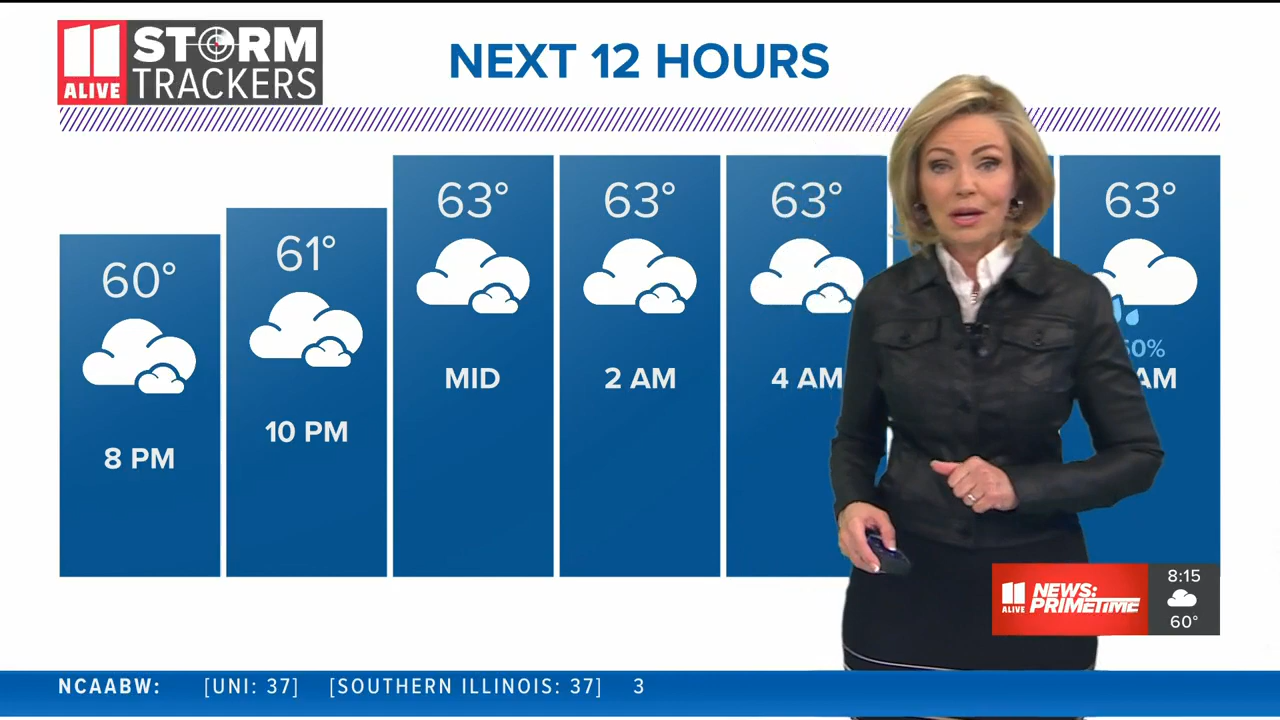 11 ALIVE
STORM
TRACKERS
NEXT 12 HOURS
60°
8 PM
61°
10 PM
63°
MID
63°
2 AM
63°
4 AM
63°
AM
11 ALIVE
NEWS:
PRIMETIME
8:15
60°
NCAABW: [UNI: 37] [SOUTHERN ILLINOIS: 37] 3